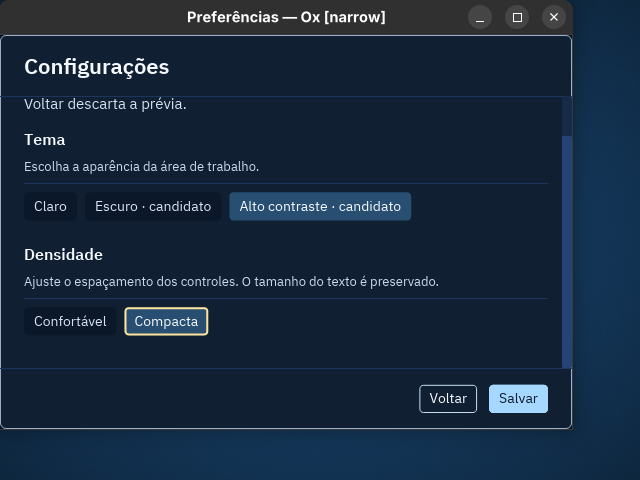 Preferências — Ox [narrow]
Configurações
Voltar descarta a prévia.
Tema
Escolha a aparência da área de trabalho.
Claro
Escuro · candidato
Alto contraste · candidato
Densidade
Ajuste o espaçamento dos controles. O tamanho do texto é preservado.
Confortável
Compacta
Voltar
Salvar